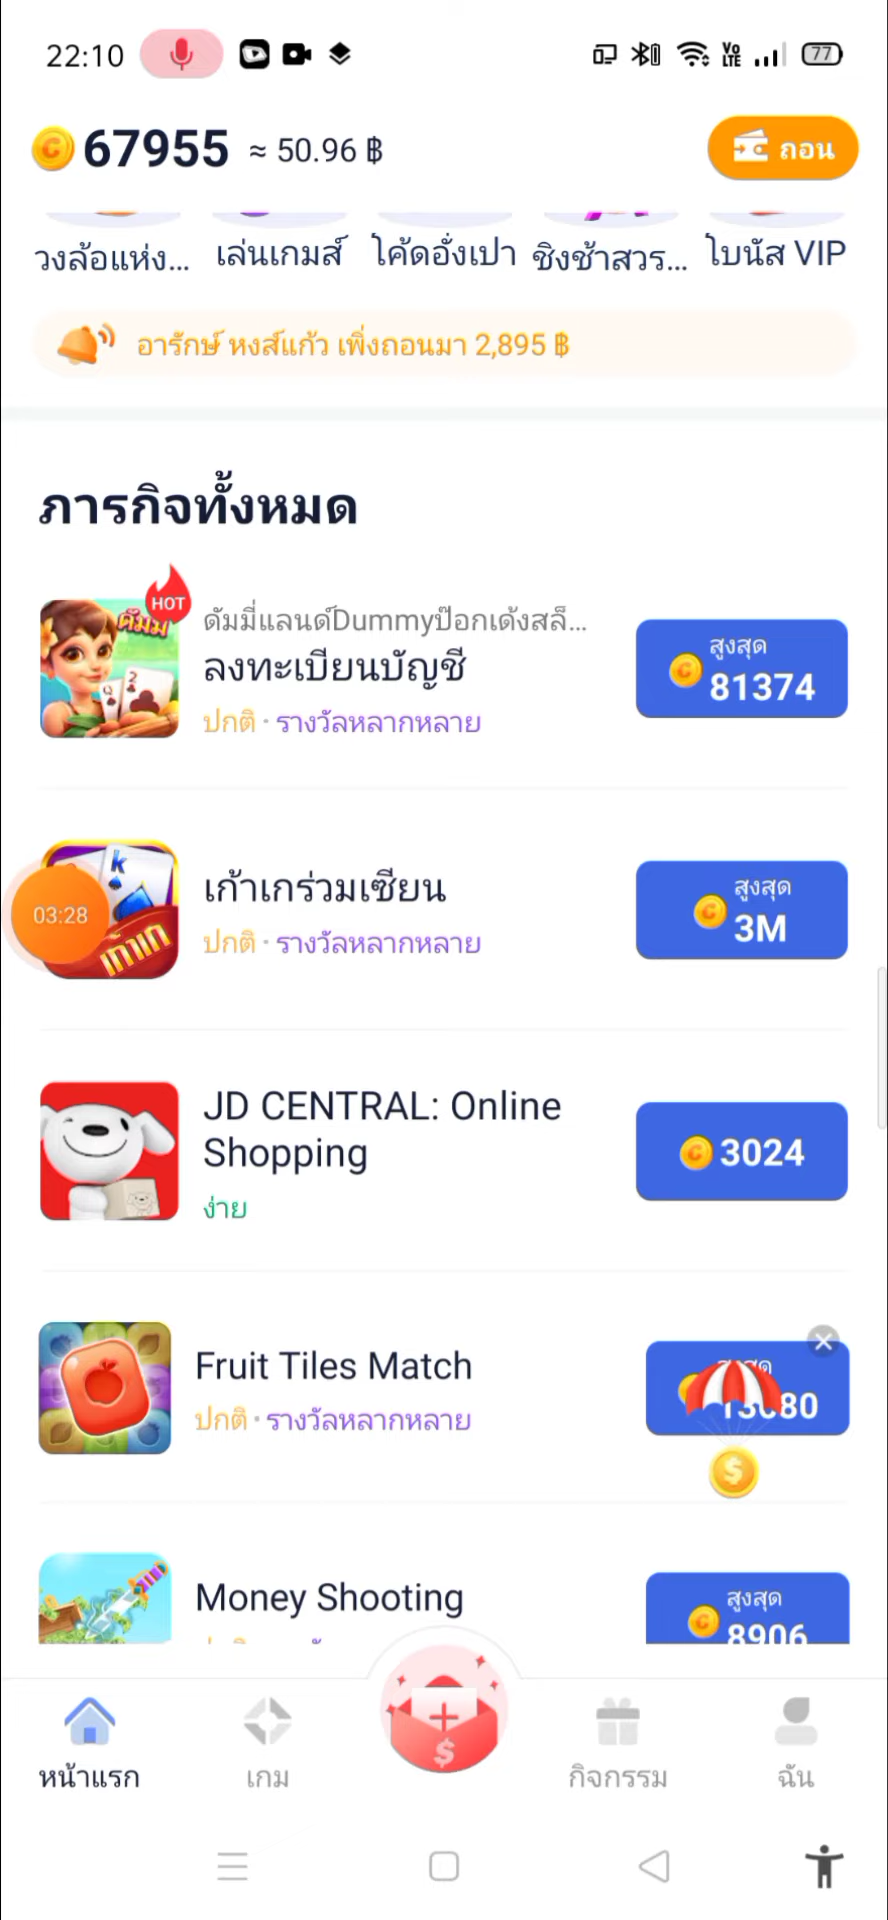 22:10
VoLTE
77
67955 ≈ 50.96 ฿
ถอน
วงล้อแห่ง...
เล่นเกมส์
โค้ดอั่งเปา
ชิงช้าสวร...
โบนัส VIP
อารักษ์ หงส์แก้ว เพิ่งถอนมา 2,895 ฿
ภารกิจทั้งหมด
HOT
ดัมมี่
ดัมมี่แลนด์Dummyป๊อกเด้งสล็...
ลงทะเบียนบัญชี
ปกติ · รางวัลหลากหลาย
สูงสุด
81374
03:28
k
เก้าเก
เก้าเกร่วมเซียน
ปกติ · รางวัลหลากหลาย
สูงสุด
3M
JD CENTRAL: Online
Shopping
ง่าย
3024
Fruit Tiles Match
ปกติ · รางวัลหลากหลาย
Money Shooting
สูงสุด
8906
หน้าแรก
เกม
กิจกรรม
ฉัน